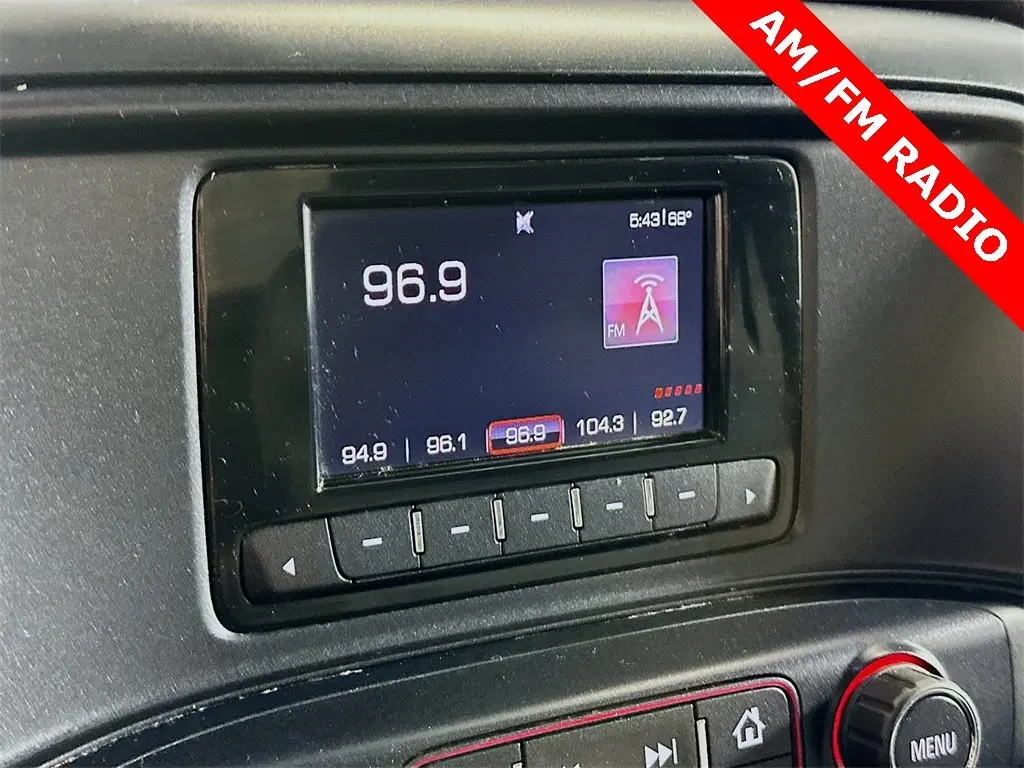 AM/FM RADIO
5:43 68°
96.9
FM
94.9 | 96.1 96.9 104.3 | 92.7
MENU